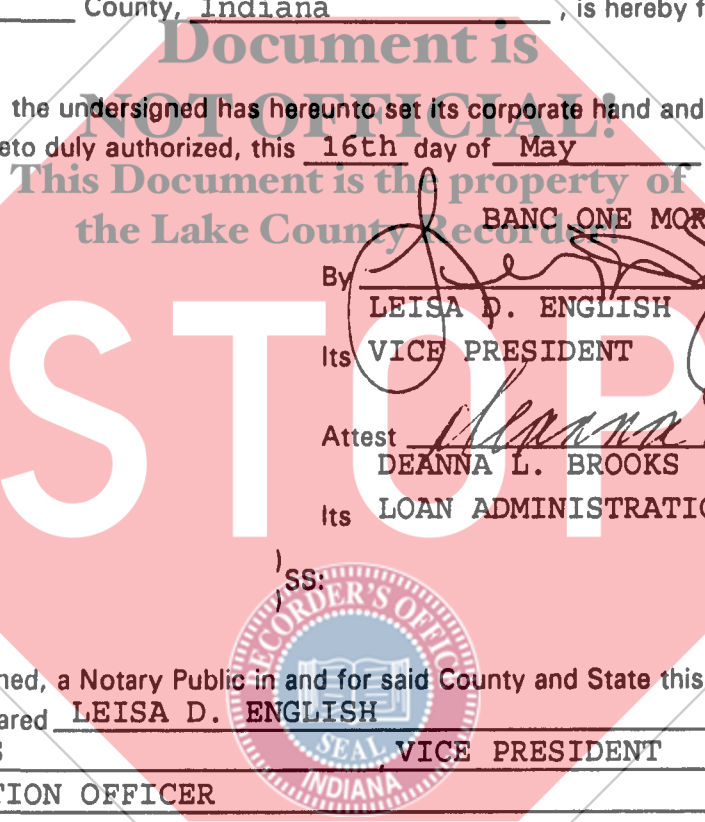 County, Indiana , is hereby f
Document is
NOT OFFICIAL!
the undersigned has hereunto set its corporate hand and
eto duly authorized, this 16th day of May
This Document is the property of
the Lake County Recorder!
BANC ONE MOR
By
LEISA D. ENGLISH
Its VICE PRESIDENT
STOP
Attest Deanna
DEANNA L. BROOKS
Its LOAN ADMINISTRATIO
) SS:
)
RECORDER'S OFFICE
ned, a Notary Public in and for said County and State this
ared LEISA D. ENGLISH
S , VICE PRESIDENT
SEAL
INDIANA
TION OFFICER